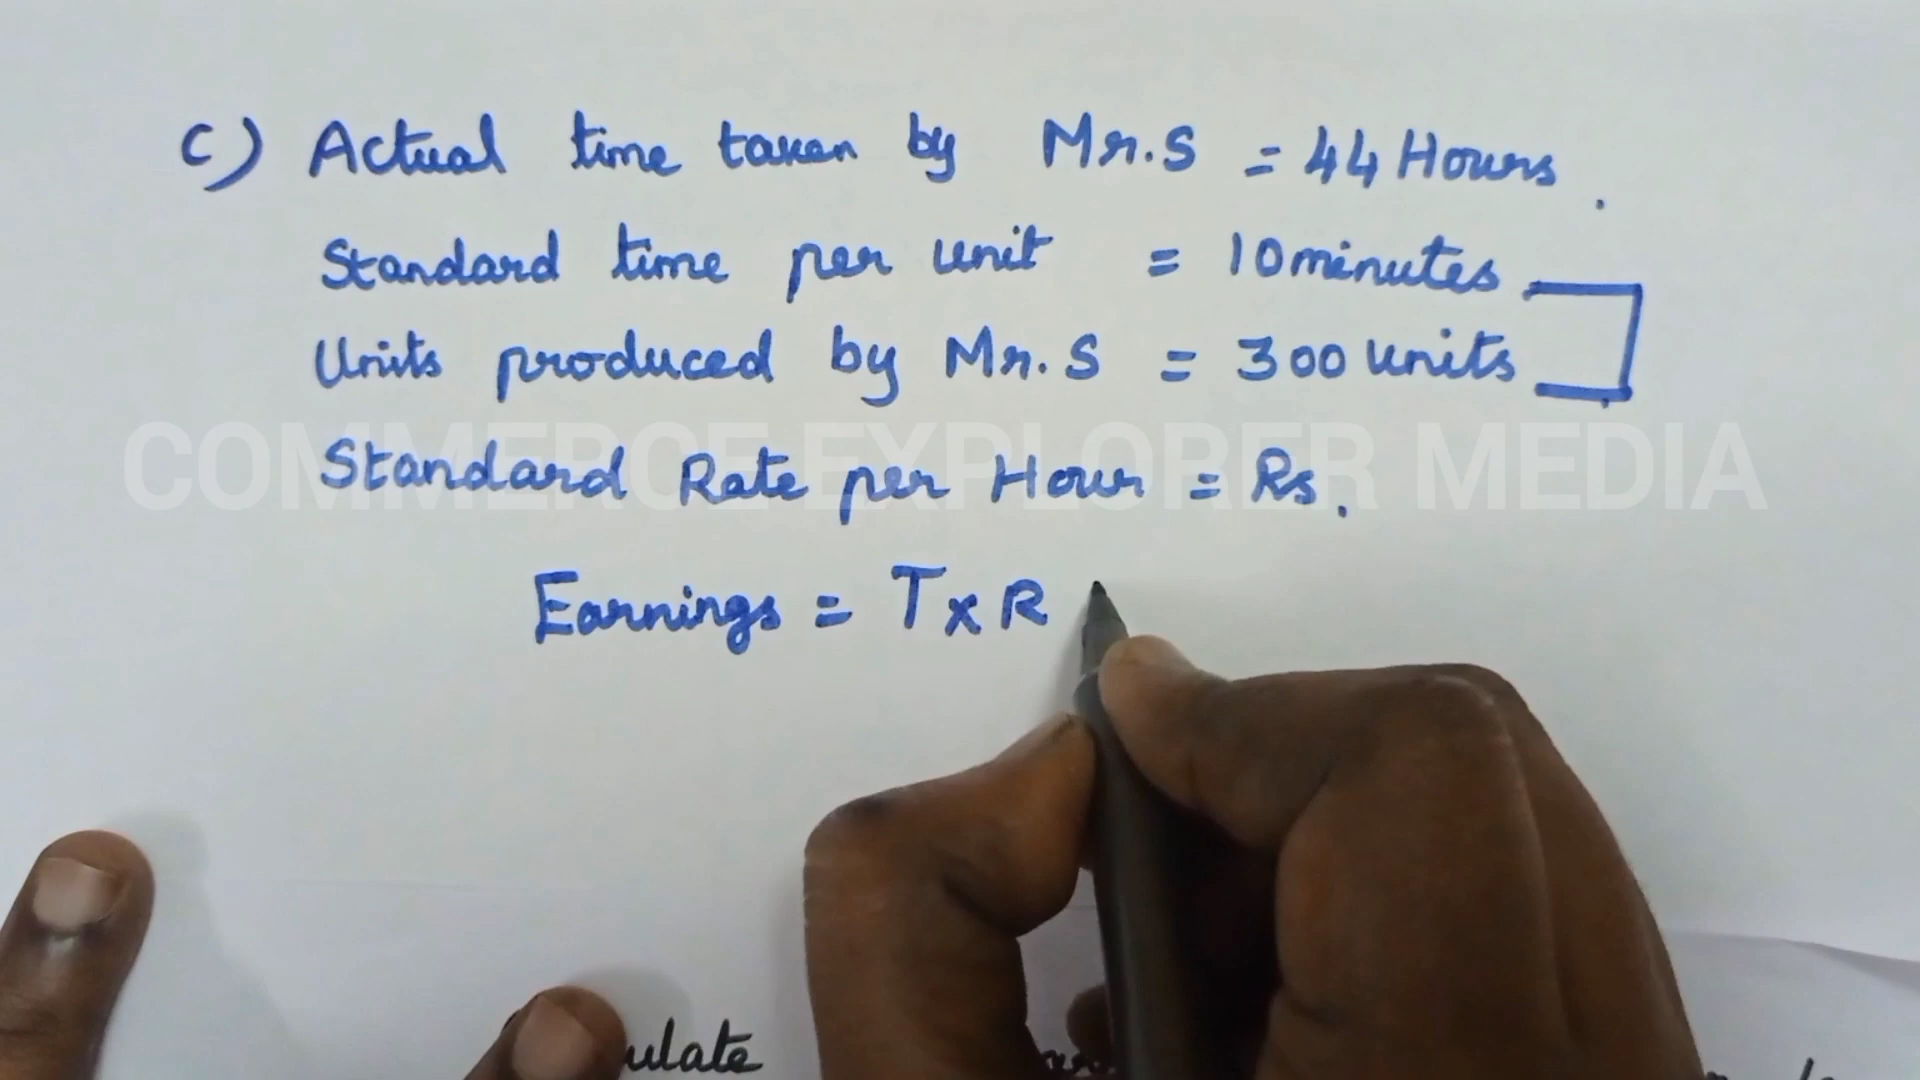 C) Actual time taken by Mr.S = 44 Hours.
Standard time per unit = 10 minutes
Units produced by Mr.S = 300 units
COMMERCE EXPLORER MEDIA
Standard Rate per Hour = Rs.
Earnings = T x R
ulate